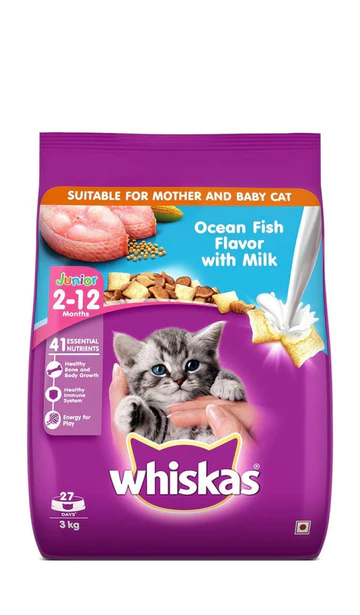 SUITABLE FOR MOTHER AND BABY CAT
Ocean Fish
Flavor
with Milk
Junior
2-12
Months
41 ESSENTIAL
NUTRIENTS
Healthy
Bone and
Body Growth
Healthy
Immune
System
Energy for
Play
whiskas®
27
DAYS*
3 kg